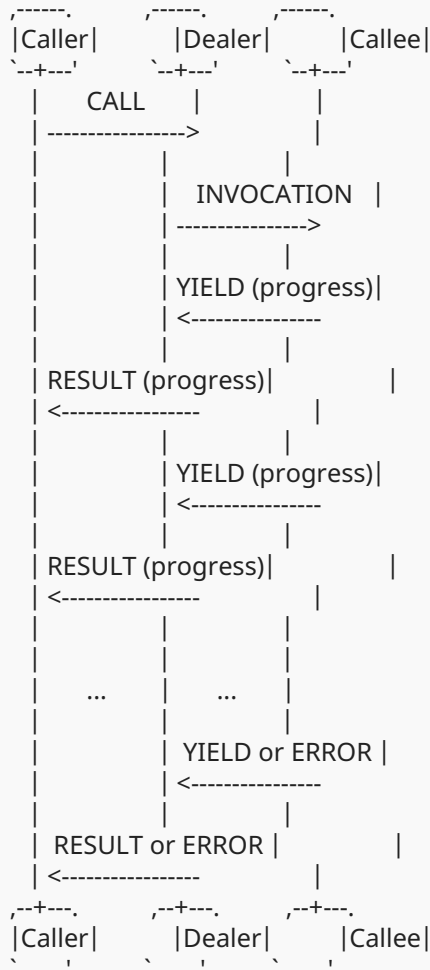 ,------. ,------. ,------.
|Caller| |Dealer| |Callee|
`--+---' `--+---' `--+---'
| CALL | |
| -----------------> |
| | |
| | INVOCATION |
| | ---------------->
| | |
| | YIELD (progress)|
| | <----------------
| | |
| RESULT (progress)| |
| <----------------- |
| | |
| | YIELD (progress)|
| | <----------------
| | |
| RESULT (progress)| |
| <----------------- |
| | |
| | |
| ... | ... |
| | |
| | YIELD or ERROR |
| | <----------------
| | |
| RESULT or ERROR | |
| <----------------- |
,--+---. ,--+---. ,--+---.
|Caller| |Dealer| |Callee|